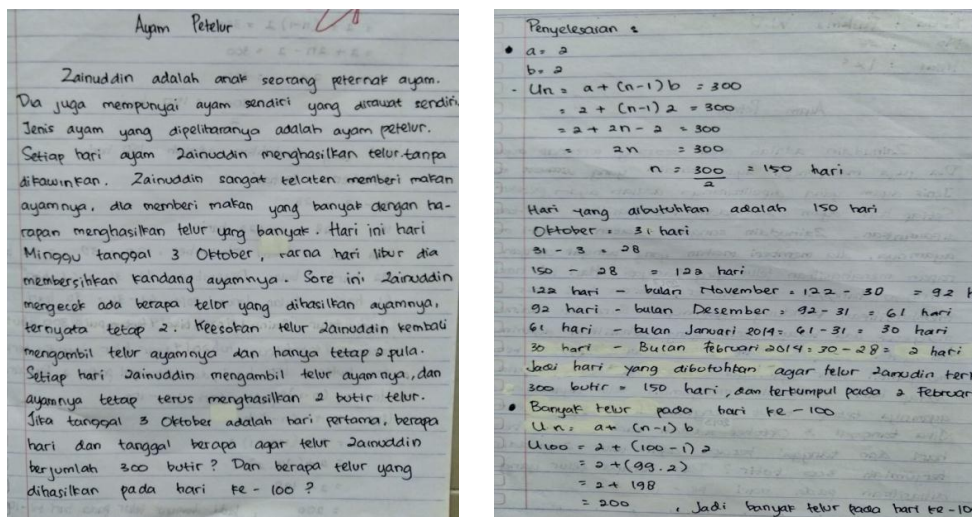 Ayam Petelur
Zainuddin adalah anak seorang peternak ayam.
Dia juga mempunyai ayam sendiri yang dirawat sendiri.
Jenis ayam yang dipeliharanya adalah ayam petelur.
Setiap hari ayam Zainuddin menghasilkan telur tanpa
dikawinkan. Zainuddin sangat telaten memberi makan
ayamnya, dia memberi makan yang banyak dengan ha-
rapan menghasilkan telur yang banyak. Hari ini hari
Minggu tanggal 3 Oktober, karna hari libur dia
membersihkan kandang ayamnya. Sore ini Zainuddin
mengecek ada berapa telor yang dihasilkan ayamnya,
ternyata tetap 2. Keesokan telur Zainuddin kembali
mengambil telur ayamnya dan hanya tetap 2 pula.
Setiap hari Zainuddin mengambil telur ayamnya, dan
ayamnya tetap terus menghasilkan 2 butir telur.
Jika tanggal 3 Oktober adalah hari pertama, berapa
hari dan tanggal berapa agar telur Zainuddin
berjumlah 300 butir? Dan berapa telur yang
dihasilkan pada hari ke-100?
Penyelesaian :
• a = 2
b = 2
- Un = a + (n-1) b = 300
= 2 + (n-1) 2 = 300
= 2 + 2n - 2 = 300
= 2n = 300
n = 300/2 = 150 hari
Hari yang dibutuhkan adalah 150 hari
Oktober = 31 hari
31 - 3 = 28
150 - 28 = 122 hari
122 hari - bulan November = 122 - 30 = 92 h
92 hari - bulan Desember = 92 - 31 = 61 hari
61 hari - bulan Januari 2014 = 61 - 31 = 30 hari
30 hari - Bulan februari 2014 = 30 - 28 = 2 hari
Jadi hari yang dibutuhkan agar telur Zainudin ter
300 butir = 150 hari, dan terkumpul pada 2 Februar
• Banyak telur pada hari ke-100
Un = a + (n-1) b
U100 = 2 + (100-1) 2
= 2 + (99.2)
= 2 + 198
= 200 , Jadi banyak telur pada hari ke-10